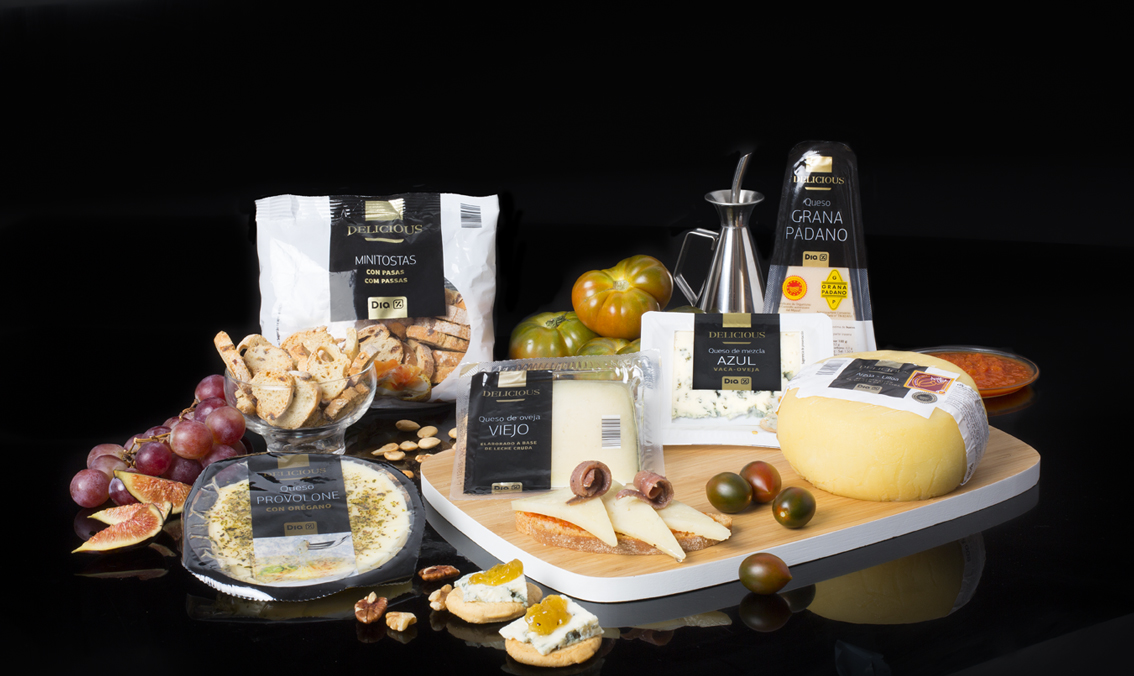 DELICIOUS
MINITOSTAS
CON PASAS
COM PASSAS
Dia %
DELICIOUS
Queso
GRANA
PADANO
Dia %
GRANA
PADANO
DELICIOUS
Queso de mezcla
AZUL
VACA-OVEJA
Dia %
DELICIOUS
Queso de oveja
VIEJO
ELABORADO A BASE
DE LECHE CRUDA
Dia %
DELICIOUS
Queso
PROVOLONE
CON ORÉGANO
Dia %